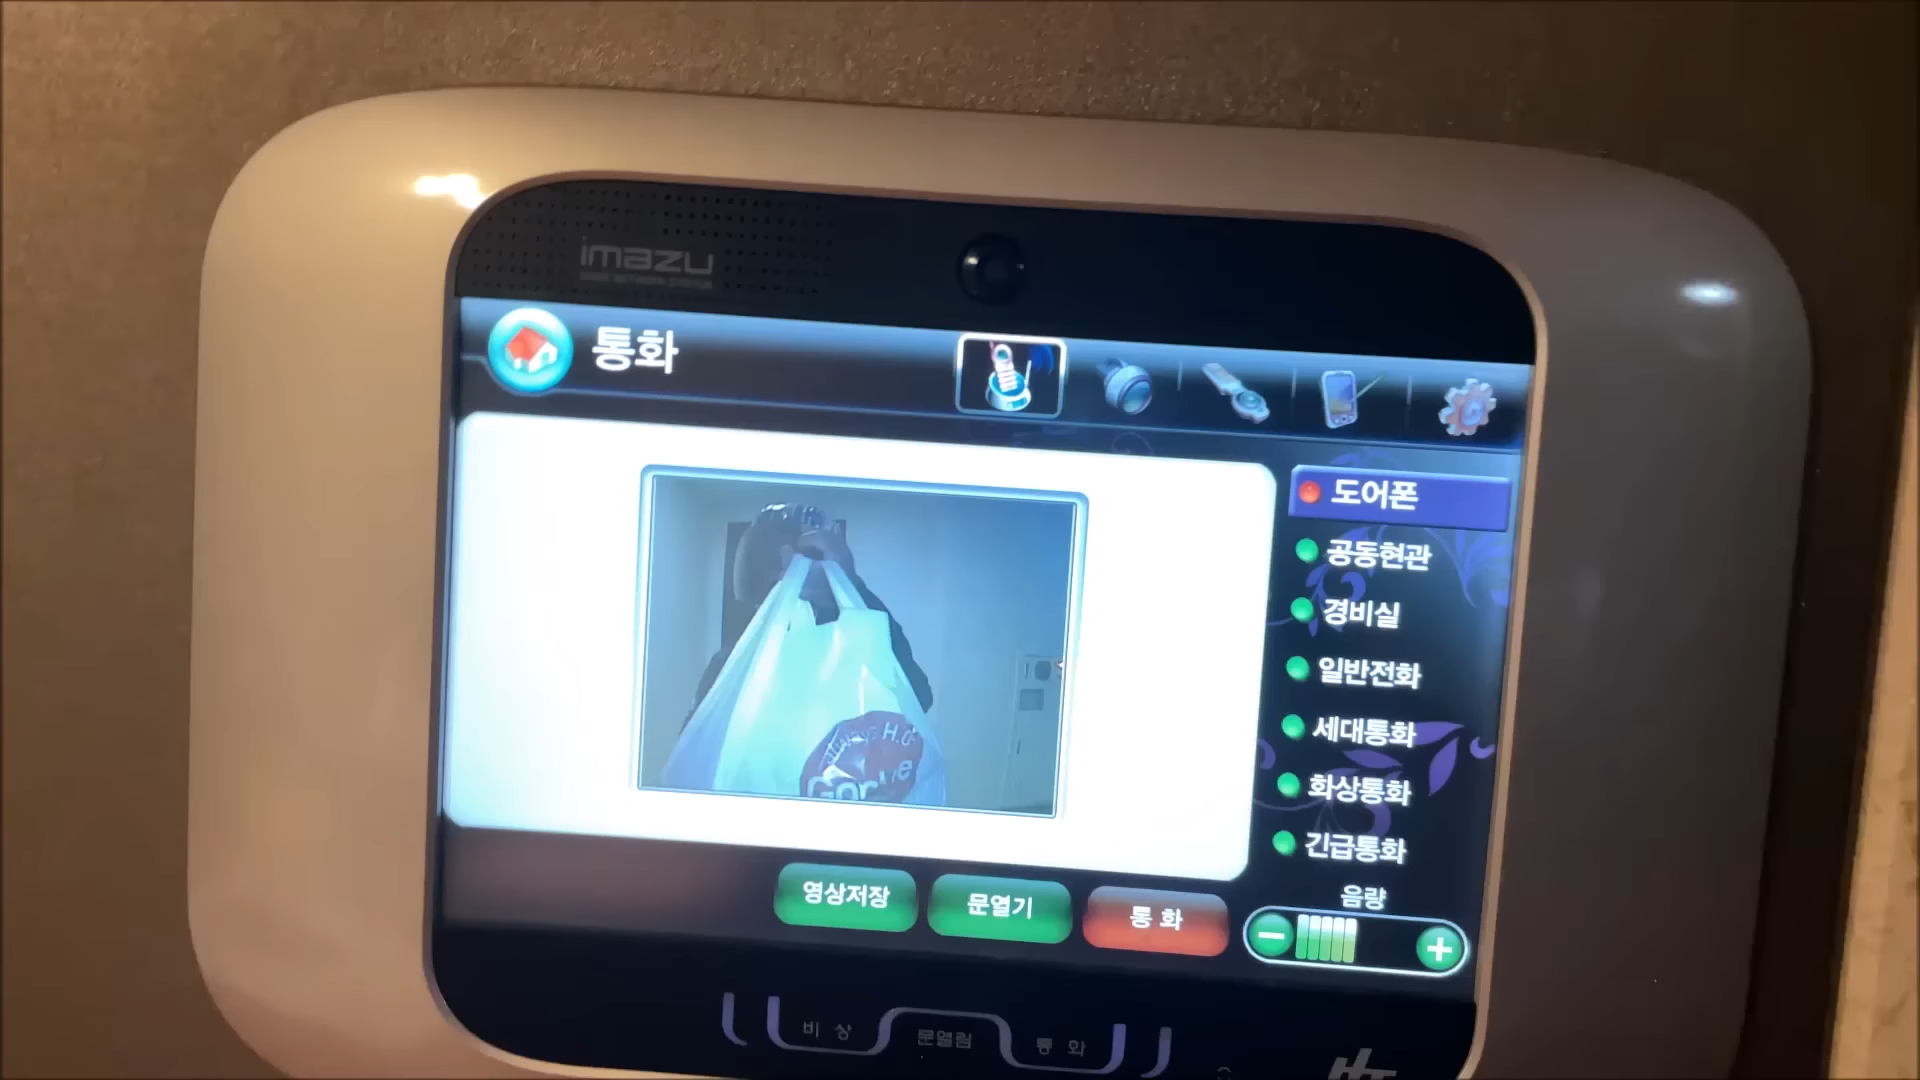 imazu
통화
도어폰
공동현관
경비실
일반전화
세대통화
화상통화
긴급통화
always H.O
음량
영상저장
문열기
통 화
비 상
문열림
통 화